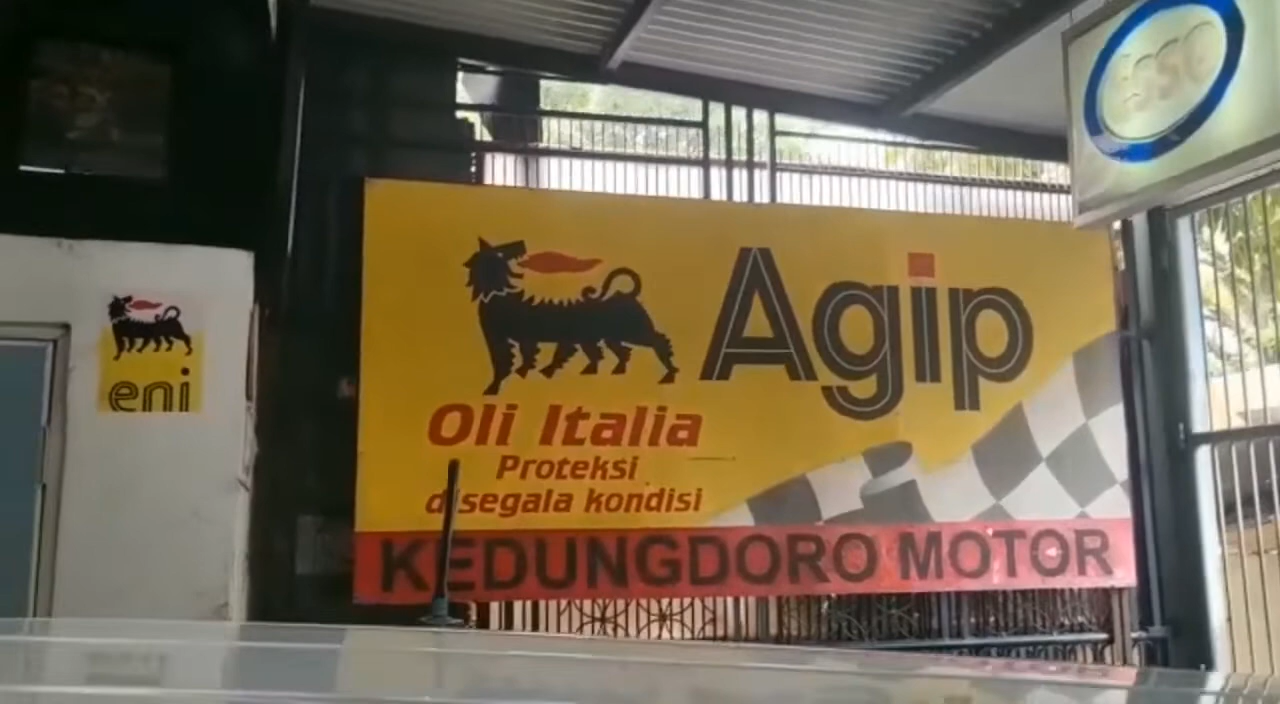 Agip
Oli Italia
Proteksi
disegala kondisi
KEDUNGDORO MOTOR
eni